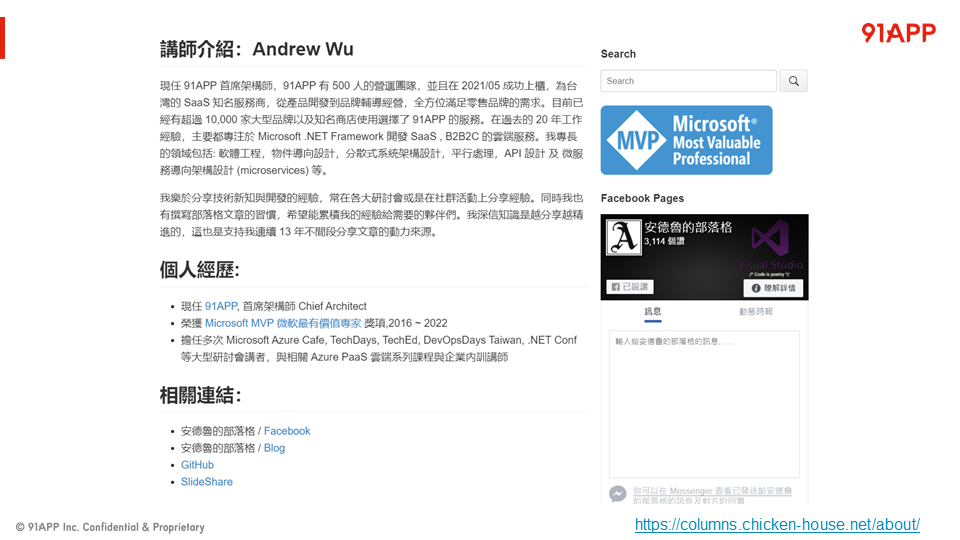 91APP
講師介紹：Andrew Wu
現任 91APP 首席架構師，91APP 有 500 人的營運團隊，並且在 2021/05 成功上櫃，為台
灣的 SaaS 知名服務商，從產品開發到品牌輔導經營，全方位滿足零售品牌的需求。目前已
經有超過 10,000 家大型品牌以及知名商店使用選擇了 91APP 的服務。在過去的 20 年工作
經驗，主要都專注於 Microsoft .NET Framework 開發 SaaS , B2B2C 的雲端服務。我專長
的領域包括: 軟體工程，物件導向設計，分散式系統架構設計，平行處理，API 設計 及 微服
務導向架構設計 (microservices) 等。
我樂於分享技術新知與開發的經驗，常在各大研討會或是在社群活動上分享經驗。同時我也
有撰寫部落格文章的習慣，希望能累積我的經驗給需要的夥伴們。我深信知識是越分享越精
進的，這也是支持我連續 13 年不間段分享文章的動力來源。
個人經歷:
現任 91APP, 首席架構師 Chief Architect
榮獲 Microsoft MVP 微軟最有價值專家 獎項,2016 ~ 2022
擔任多次 Microsoft Azure Cafe, TechDays, TechEd, DevOpsDays Taiwan, .NET Conf
等大型研討會講者，與相關 Azure PaaS 雲端系列課程與企業內訓講師
相關連結：
安德魯的部落格 / Facebook
安德魯的部落格 / Blog
GitHub
SlideShare
Search
Search
MVP
Microsoft®
Most Valuable
Professional
Facebook Pages
A
安德魯的部落格
3,114 個讚
Visual Studio
/* Code is poetry */
已說讚
瞭解詳情
訊息
動態時報
輸入給安德魯的部落格的訊息......
你可以在 Messenger 查看已發送給安德魯
的部落格的訊息及對方的回覆
© 91APP Inc. Confidential & Proprietary
https://columns.chicken-house.net/about/